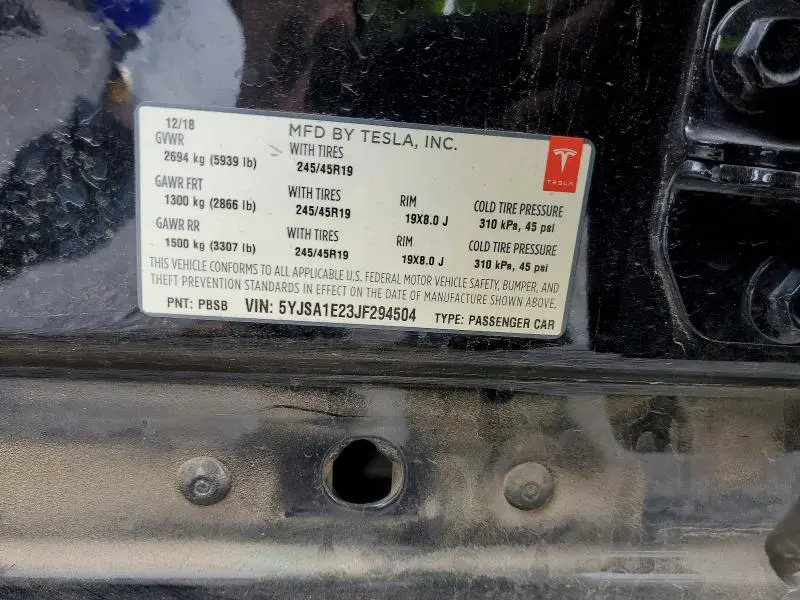 12/18 MFD BY TESLA, INC.
GVWR WITH TIRES
2694 kg (5939 lb) 245/45R19
TESLA
GAWR FRT WITH TIRES RIM COLD TIRE PRESSURE
1300 kg (2866 lb) 245/45R19 19X8.0 J 310 kPa, 45 psi
GAWR RR WITH TIRES RIM COLD TIRE PRESSURE
1500 kg (3307 lb) 245/45R19 19X8.0 J 310 kPa, 45 psi
THIS VEHICLE CONFORMS TO ALL APPLICABLE U.S. FEDERAL MOTOR VEHICLE SAFETY, BUMPER, AND
THEFT PREVENTION STANDARDS IN EFFECT ON THE DATE OF MANUFACTURE SHOWN ABOVE.
PNT: PBSB VIN: 5YJSA1E23JF294504 TYPE: PASSENGER CAR